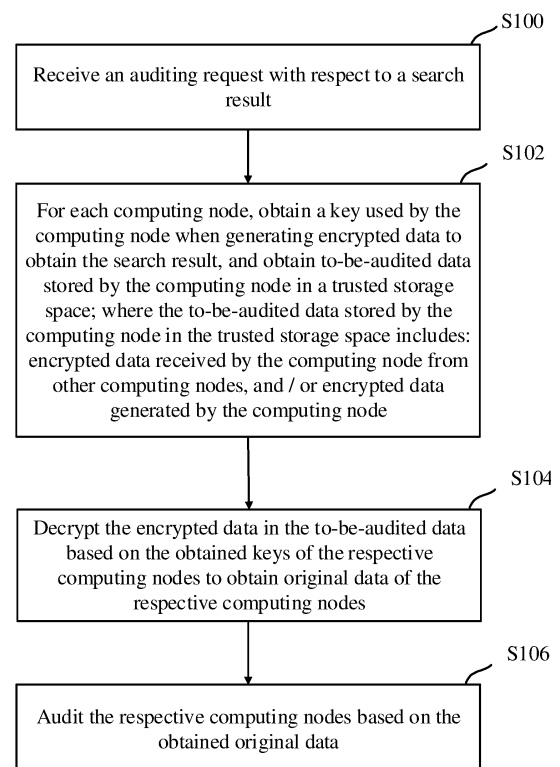 S100
Receive an auditing request with respect to a search
result
S102
For each computing node, obtain a key used by the
computing node when generating encrypted data to
obtain the search result, and obtain to-be-audited data
stored by the computing node in a trusted storage
space; where the to-be-audited data stored by the
computing node in the trusted storage space includes:
encrypted data received by the computing node from
other computing nodes, and / or encrypted data
generated by the computing node
S104
Decrypt the encrypted data in the to-be-audited data
based on the obtained keys of the respective
computing nodes to obtain original data of the
respective computing nodes
S106
Audit the respective computing nodes based on the
obtained original data